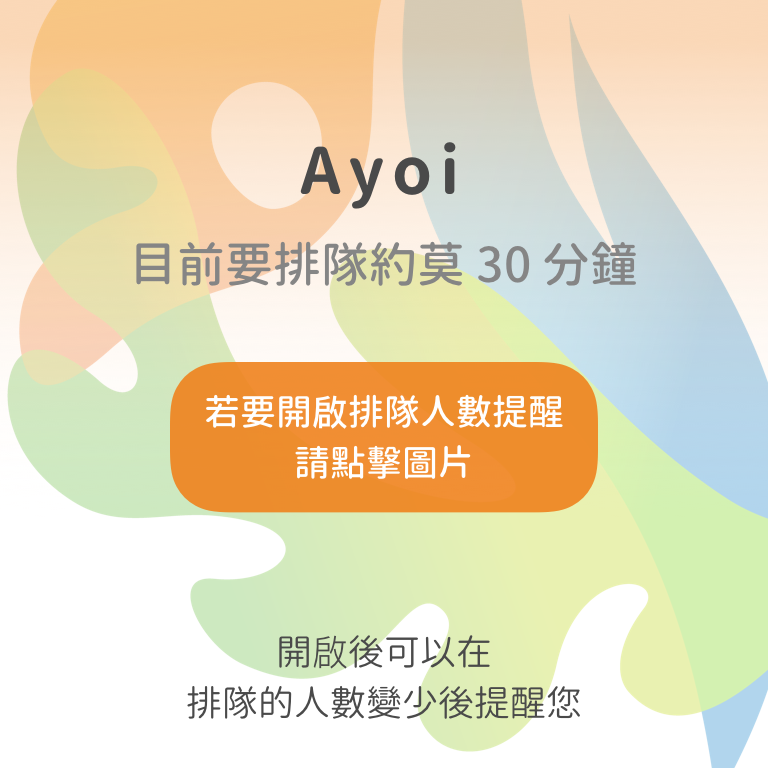 Ayoi
目前要排隊約莫 30 分鐘
若要開啟排隊人數提醒
請點擊圖片
開啟後可以在
排隊的人數變少後提醒您